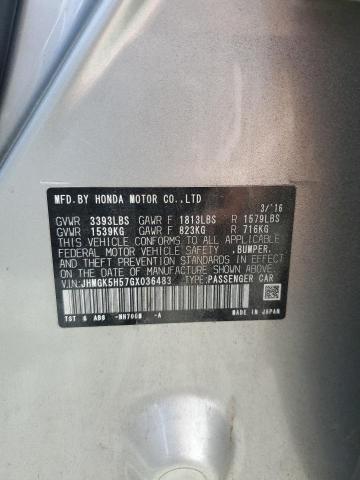 MFD.BY HONDA MOTOR CO.,LTD 3/'16
GVWR 3393LBS GAWR F 1813LBS R 1579LBS
GVWR 1539KG GAWR F 823KG R 716KG
THIS VEHICLE CONFORMS TO ALL APPLICABLE
FEDERAL MOTOR VEHICLE SAFETY ,BUMPER,
AND THEFT PREVENTION STANDARDS IN EFFECT
ON THE DATE OF MANUFACTURE SHOWN ABOVE.
V.I.N: JHMGK5H57GX036483 TYPE:PASSENGER CAR
-A MADE IN JAPAN